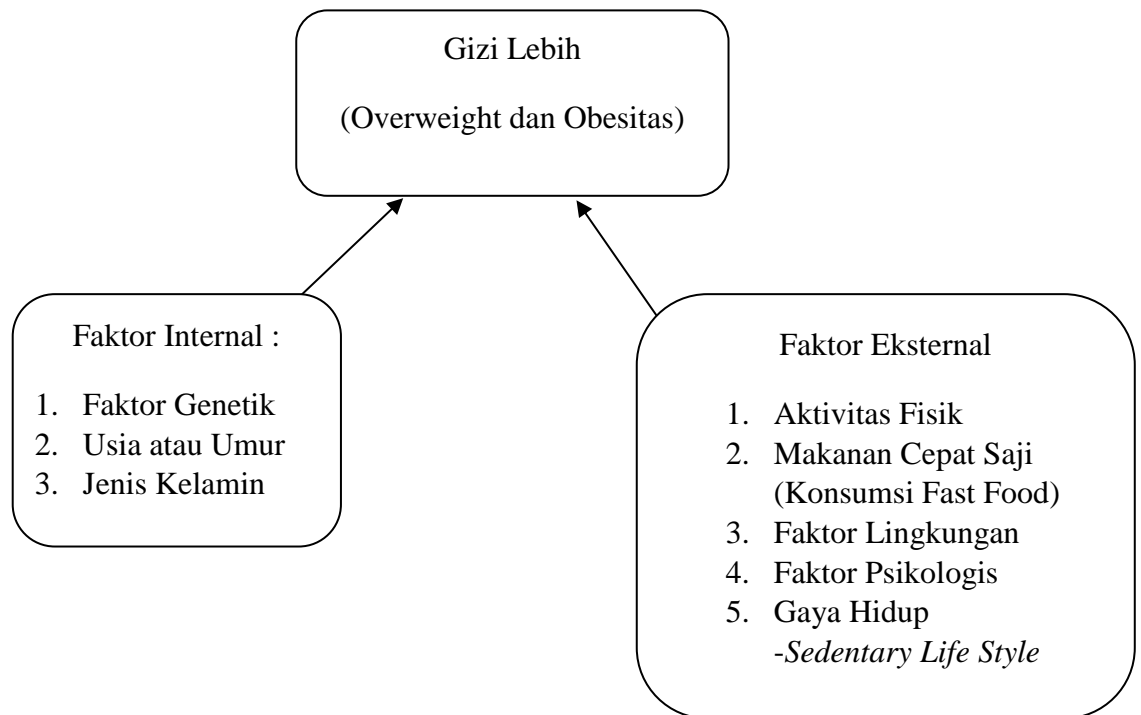 Gizi Lebih
(Overweight dan Obesitas)
Faktor Internal :
1. Faktor Genetik
2. Usia atau Umur
3. Jenis Kelamin
Faktor Eksternal
1. Aktivitas Fisik
2. Makanan Cepat Saji
(Konsumsi Fast Food)
3. Faktor Lingkungan
4. Faktor Psikologis
5. Gaya Hidup
-Sedentary Life Style